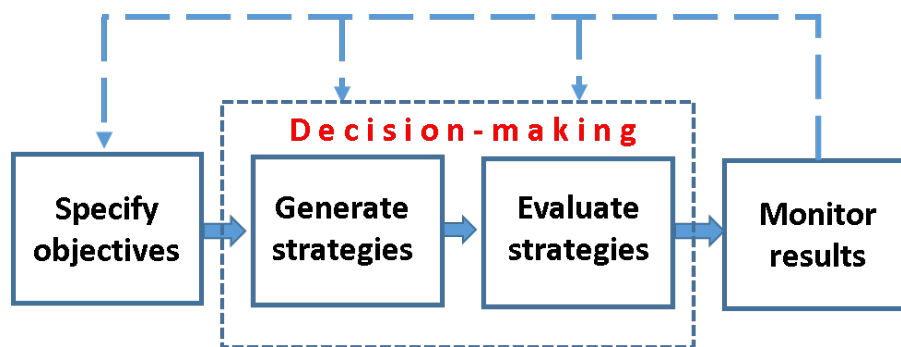 Decision-making
Specify
objectives
Generate
strategies
Evaluate
strategies
Monitor
results